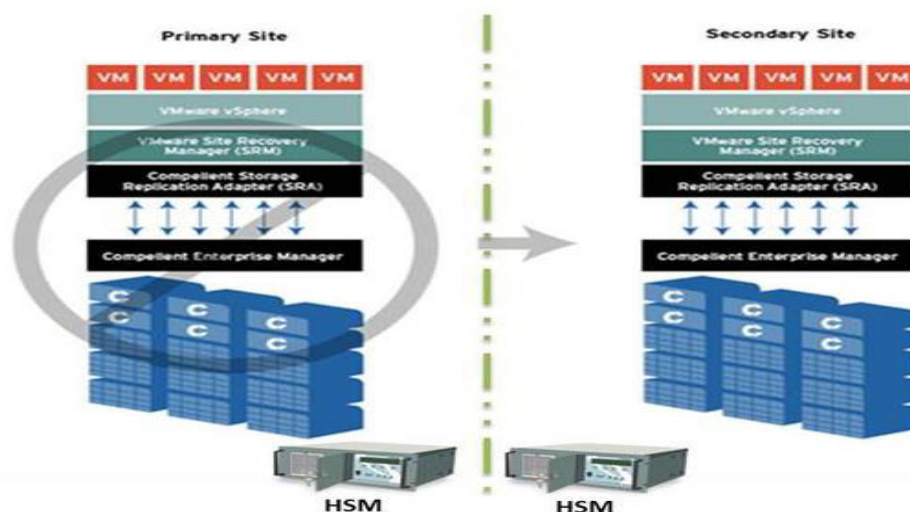 Primary Site
VM VM VM VM VM
VMware vSphere
VMware Site Recovery
Manager (SRM)
Compellent Storage
Replication Adapter (SRA)
Compellent Enterprise Manager
C
C
C
C
C
C
HSM
Secondary Site
VM VM VM VM VM
VMware vSphere
VMware Site Recovery
Manager (SRM)
Compellent Storage
Replication Adapter (SRA)
Compellent Enterprise Manager
C
C
C
C
C
C
HSM